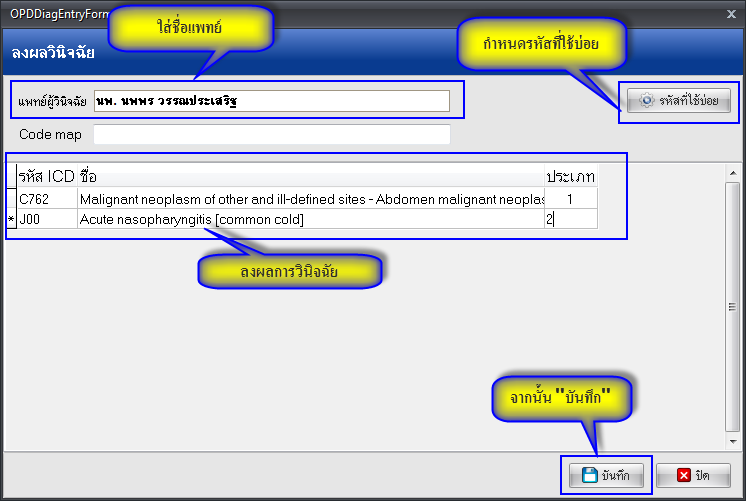 OPDDiagEntryForm
ใส่ชื่อแพทย์
กำหนดรหัสที่ใช้บ่อย
ลงผลวินิจฉัย
แพทย์ผู้วินิจฉัย นพ. นพพร วรรณประเสริฐ
รหัสที่ใช้บ่อย
Code map
รหัส ICD ชื่อ ประเภท
C762 Malignant neoplasm of other and ill-defined sites - Abdomen malignant neoplas 1
* J00 Acute nasopharyngitis [common cold] 2
ลงผลการวินิจฉัย
จากนั้น "บันทึก"
บันทึก ปิด